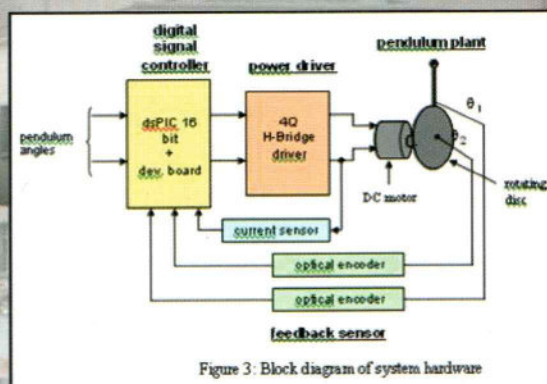 digital
signal
controller
power driver
pendulum plant
pendulum
angles
dsPIC 16
bit
+
dev. board
4Q
H-Bridge
driver
θ1
θ2
DC motor
rotating
disc
current sensor
optical encoder
optical encoder
feedback sensor
Figure 3: Block diagram of system hardware